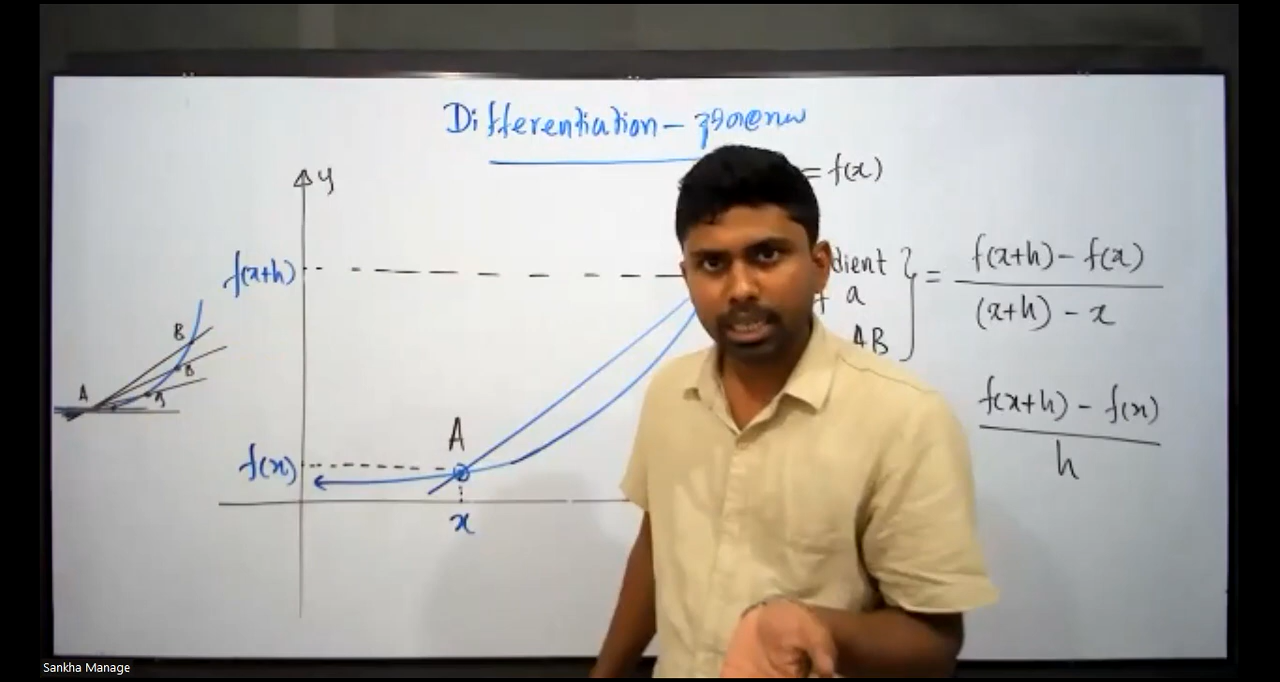 Differentiation –
y
= f(x)
f(x+h)
dient } = f(x+h) – f(x)
a
(x+h) – x
AB
B
B
A
f(x+h) – f(x)
h
A
f(x)
x
Sankha Manage